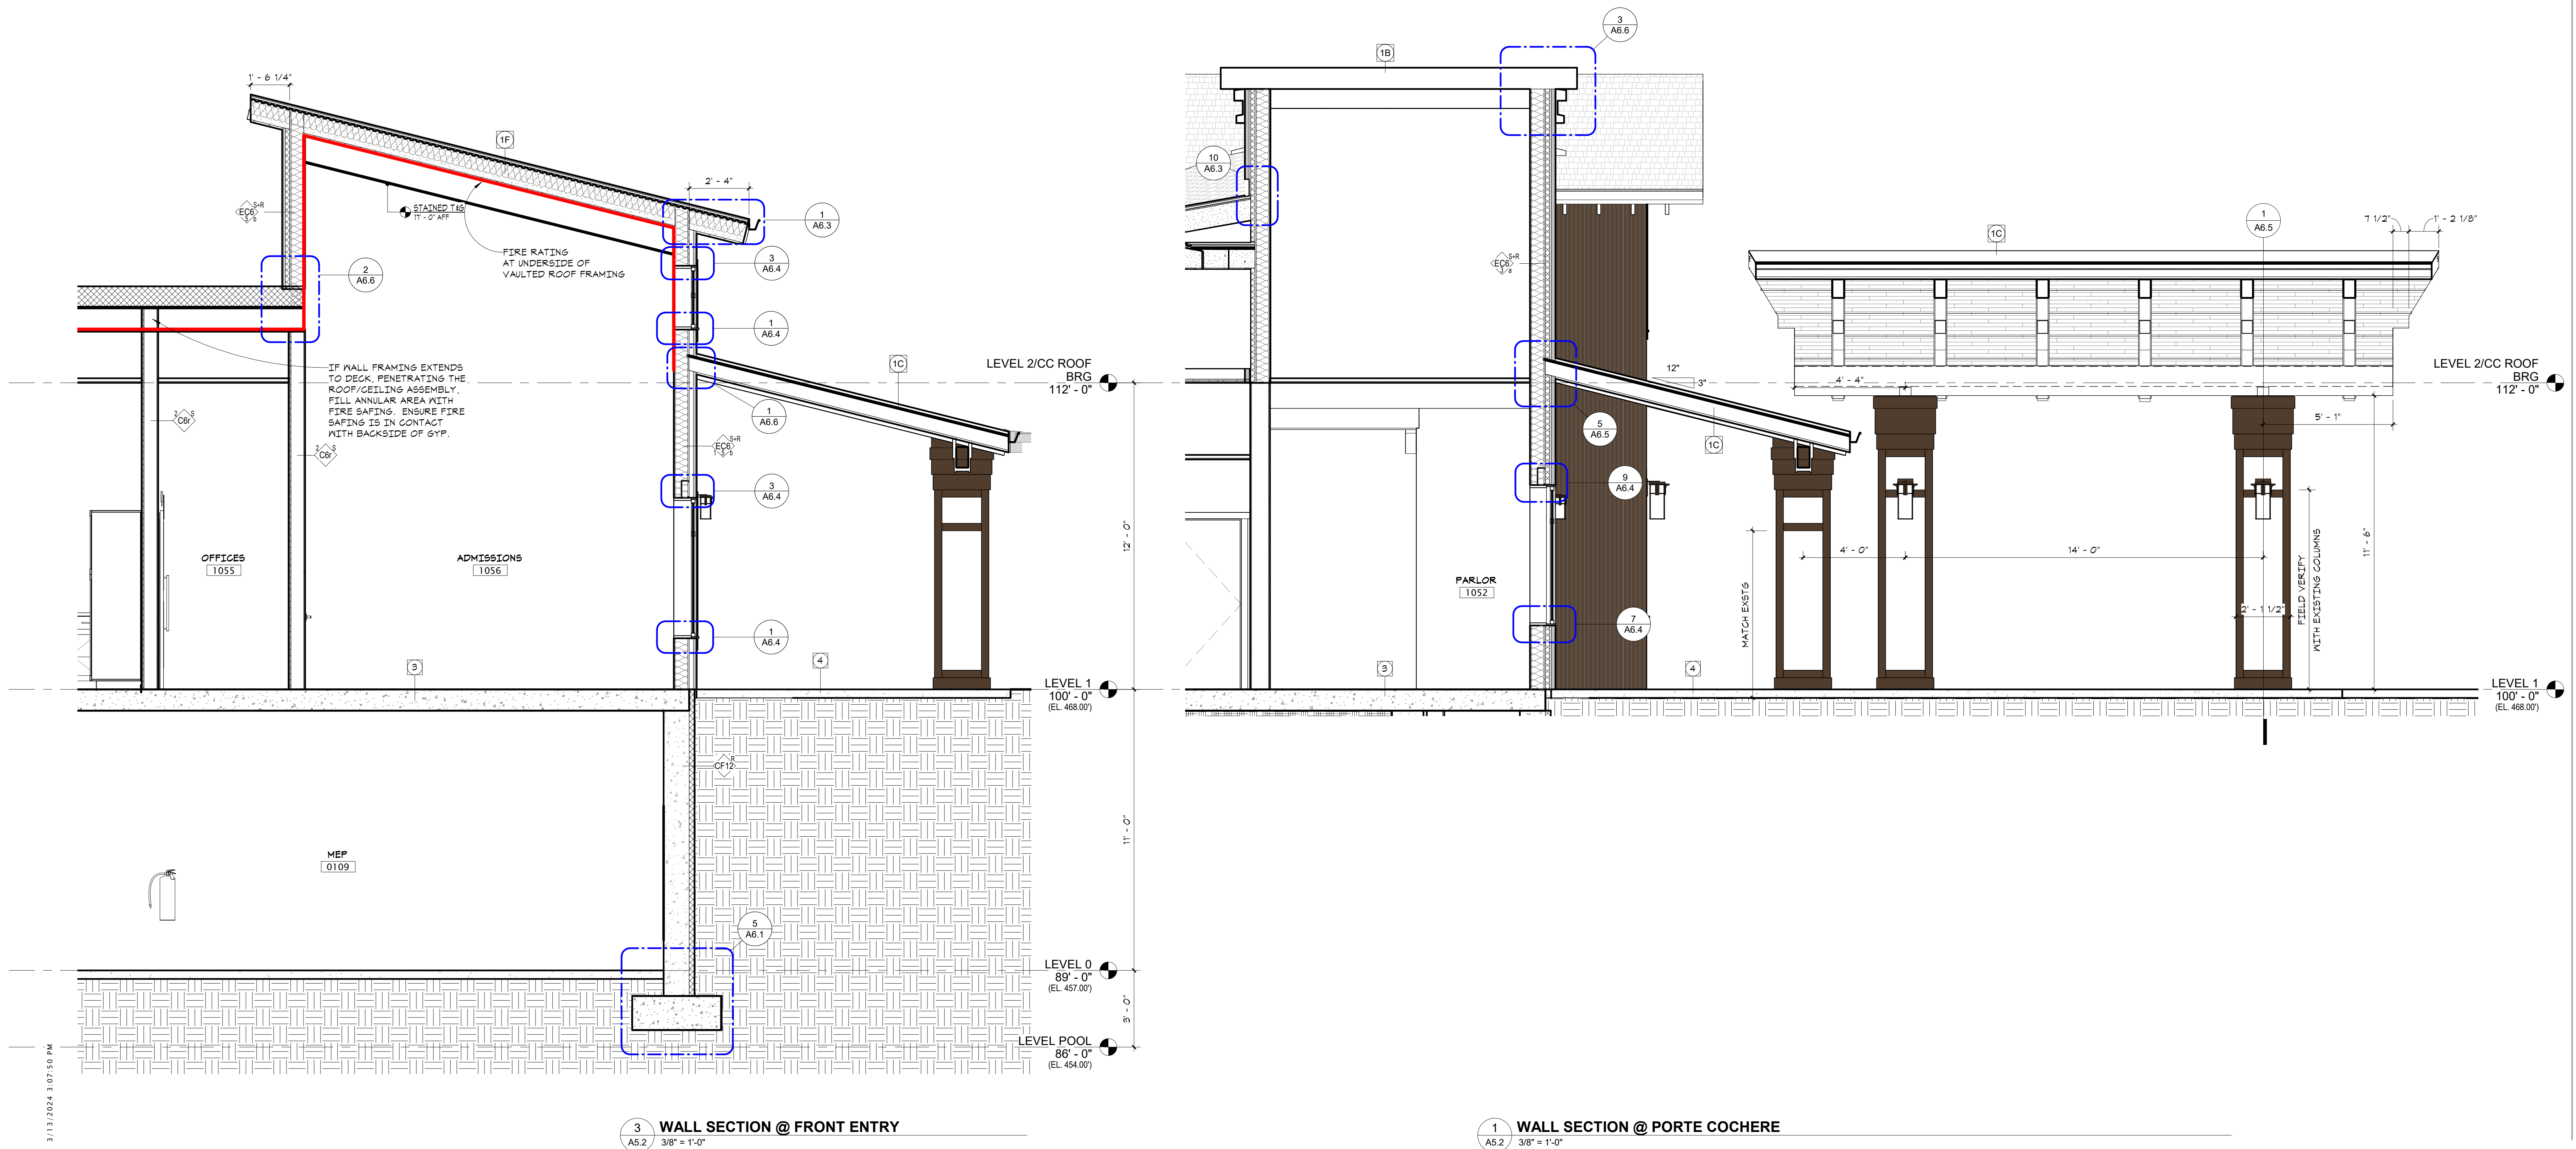 1' - 6 1/4"
1F
2' - 4"
EC6
S+R
5 b
STAINED T&G
11' - 0" AFF
1
A6.3
FIRE RATING
AT UNDERSIDE OF
VAULTED ROOF FRAMING
3
A6.4
2
A6.6
1
A6.4
IF WALL FRAMING EXTENDS
TO DECK, PENETRATING THE
ROOF/CEILING ASSEMBLY,
FILL ANNULAR AREA WITH
FIRE SAFING. ENSURE FIRE
SAFING IS IN CONTACT
WITH BACKSIDE OF GYP.
1C
LEVEL 2/CC ROOF
BRG
112' - 0"
1
A6.6
2 S
C6r
2 S
C6r
S+R
EC6
1 5 b
3
A6.4
12' - 0"
OFFICES
1055
ADMISSIONS
1056
1
A6.4
3
4
LEVEL 1
100' - 0"
(EL. 468.00')
R
CF12
11' - 0"
MEP
0109
5
A6.1
LEVEL 0
89' - 0"
(EL. 457.00')
3' - 0"
LEVEL POOL
86' - 0"
(EL. 454.00')
3/13/2024 3:07:50 PM
3
A5.2
WALL SECTION @ FRONT ENTRY
3/8" = 1'-0"
3
A6.6
1B
10
A6.3
S+R
EC6
3 a
1
A6.5
7 1/2"
1' - 2 1/8"
1C
12"
3"
4' - 4"
LEVEL 2/CC ROOF
BRG
112' - 0"
5' - 1"
5
A6.5
1C
9
A6.4
4' - 0"
14' - 0"
11' - 6"
MATCH EXSTG
FIELD VERIFY
WITH EXISTING COLUMNS
2' - 1 1/2"
PARLOR
1052
7
A6.4
3
4
LEVEL 1
100' - 0"
(EL. 468.00')
1
A5.2
WALL SECTION @ PORTE COCHERE
3/8" = 1'-0"